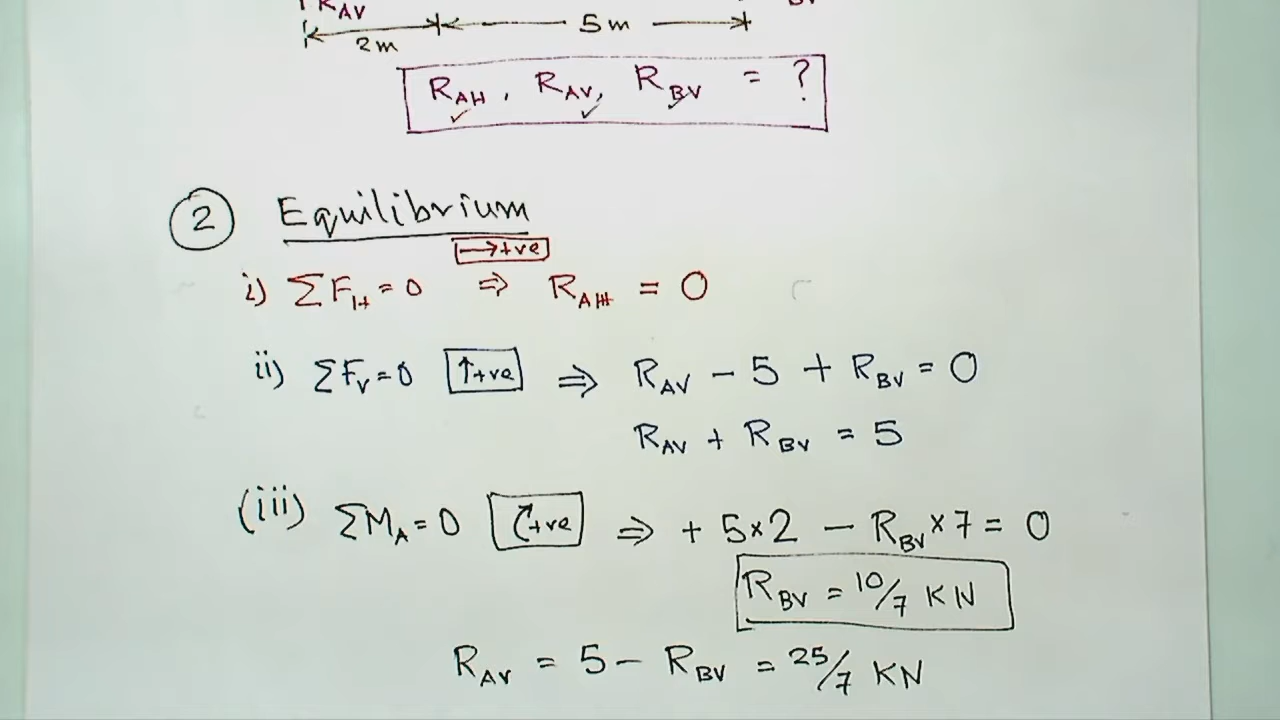 R_AV BV
2m 5m
R_AH, R_AV, R_BV = ?
② Equilibrium
→+ve
i) ΣF_H = 0 ⇒ R_AH = 0
ii) ΣF_V = 0 ↑+ve ⇒ R_AV - 5 + R_BV = 0
R_AV + R_BV = 5
(iii) ΣM_A = 0 ↻+ve ⇒ + 5×2 - R_BV × 7 = 0
R_BV = 10/7 KN
R_AV = 5 - R_BV = 25/7 KN